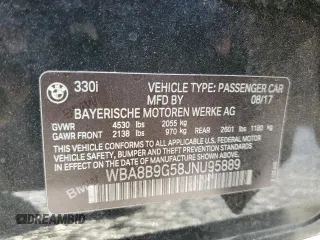 330i
VEHICLE TYPE: PASSENGER CAR
MFD BY 08/17
BAYERISCHE MOTOREN WERKE AG
GVWR 4530 lbs 2055 kg
GAWR FRONT 2138 lbs 970 kg REAR 2601 lbs 1180 kg
THIS VEHICLE CONFORMS TO ALL APPLICABLE
FEDERAL MOTOR VEHICLE SAFETY, BUMPER, AND
THEFT PREVENTION STANDARDS IN EFFECT ON THE
DATE OF MANUFACTURE SHOWN ABOVE.
WBA8B9G58JNU95889
AUTOBIDMASTER